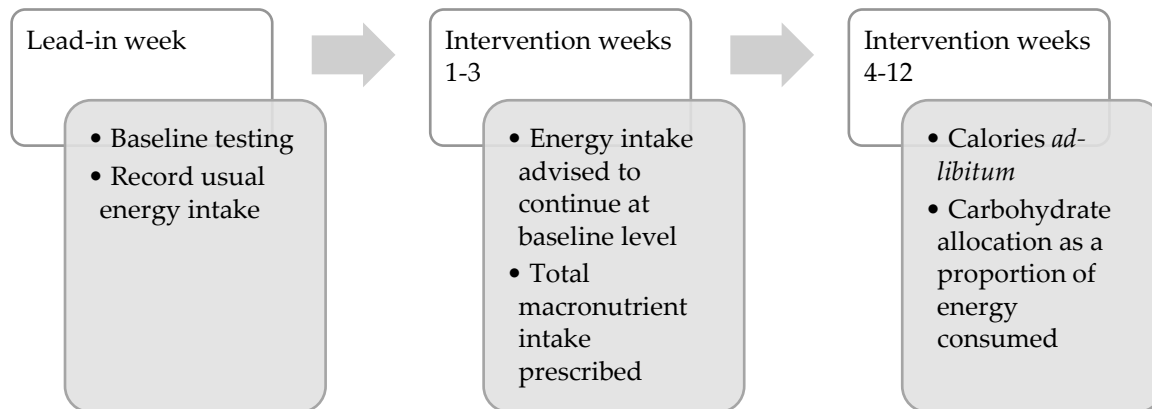 Lead-in week
• Baseline testing
• Record usual
energy intake
Intervention weeks
1-3
• Energy intake
advised to
continue at
baseline level
• Total
macronutrient
intake
prescribed
Intervention weeks
4-12
• Calories ad-
libitum
• Carbohydrate
allocation as a
proportion of
energy
consumed